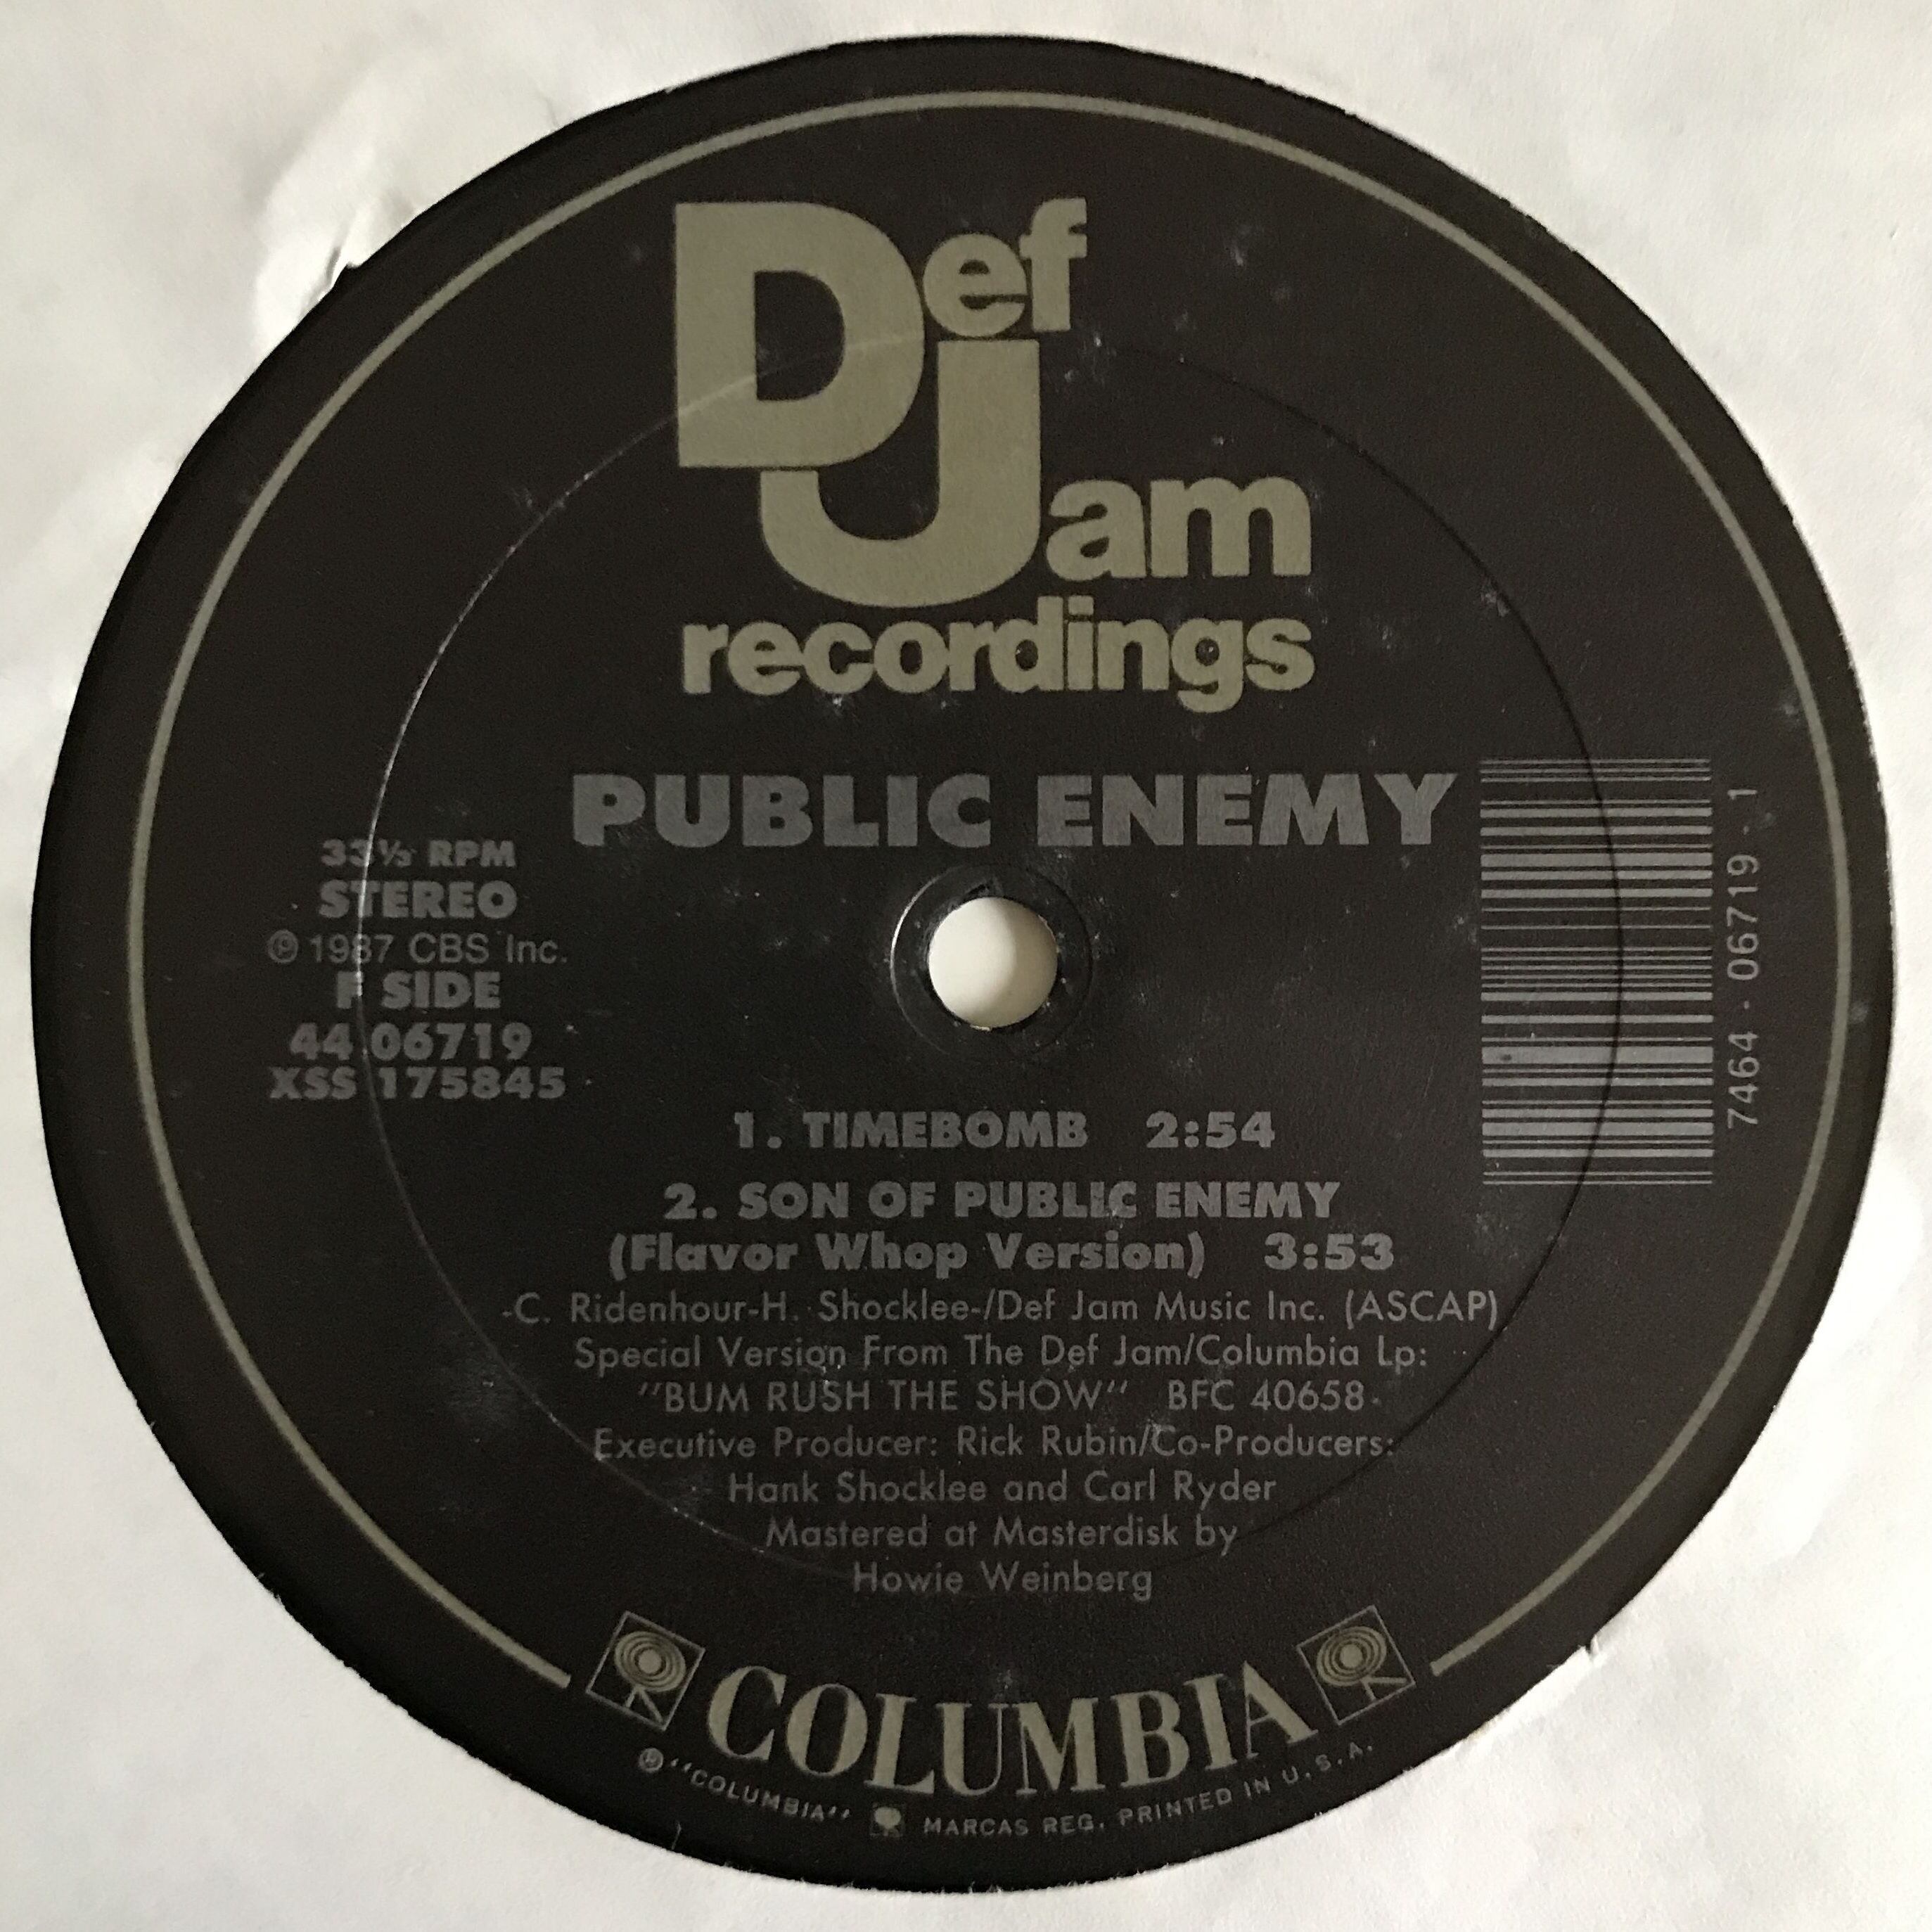 Def
Jam
recordings
PUBLIC ENEMY
33⅓ RPM
STEREO
℗ 1987 CBS Inc.
F SIDE
44 06719
XSS 175845
7464 - 06719 1
1. TIMEBOMB 2:54
2. SON OF PUBLIC ENEMY
(Flavor Whop Version) 3:53
-C. Ridenhour-H. Shocklee-/Def Jam Music Inc. (ASCAP)
Special Version From The Def Jam/Columbia Lp:
"BUM RUSH THE SHOW" BFC 40658
Executive Producer: Rick Rubin/Co-Producers:
Hank Shocklee and Carl Ryder
Mastered at Masterdisk by
Howie Weinberg
COLUMBIA
® "COLUMBIA" MARCAS REG. PRINTED IN U.S.A.